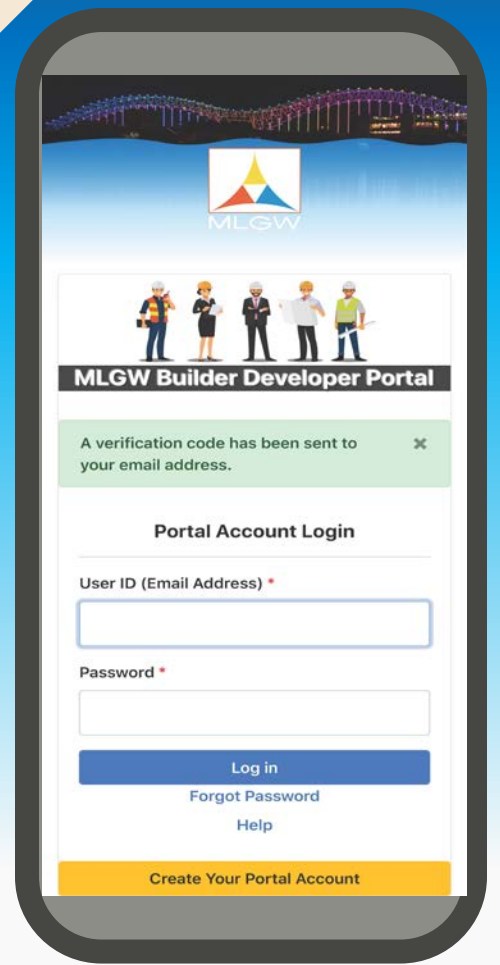 MLGW
MLGW Builder Developer Portal
A verification code has been sent to ×
your email address.
Portal Account Login
User ID (Email Address) *
Password *
Log in
Forgot Password
Help
Create Your Portal Account